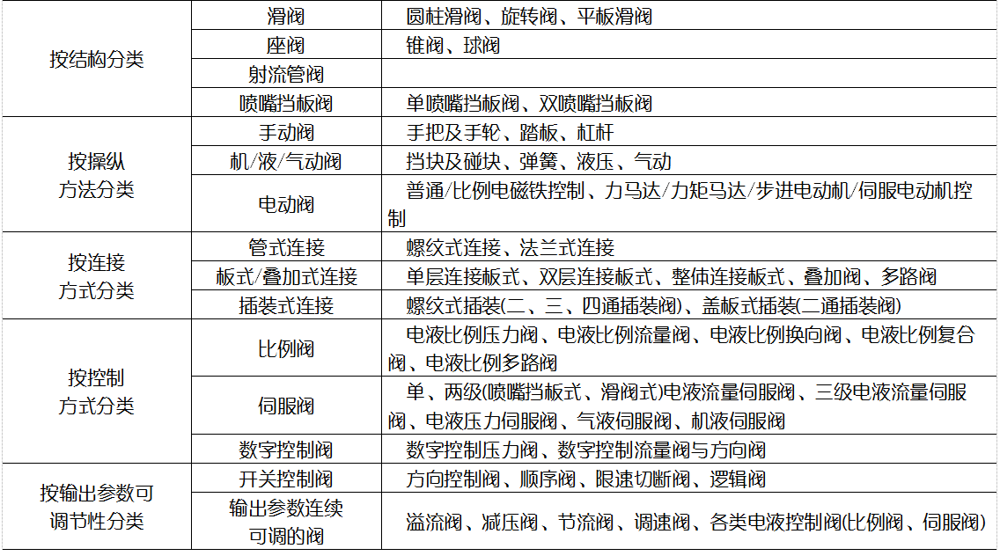 按结构分类
滑阀
圆柱滑阀、旋转阀、平板滑阀
座阀
锥阀、球阀
射流管阀
喷嘴挡板阀
单喷嘴挡板阀、双喷嘴挡板阀
按操纵
方法分类
手动阀
手把及手轮、踏板、杠杆
机/液/气动阀
挡块及碰块、弹簧、液压、气动
电动阀
普通/比例电磁铁控制、力马达/力矩马达/步进电动机/伺服电动机控
制
按连接
方式分类
管式连接
螺纹式连接、法兰式连接
板式/叠加式连接
单层连接板式、双层连接板式、整体连接板式、叠加阀、多路阀
插装式连接
螺纹式插装(二、三、四通插装阀)、盖板式插装(二通插装阀)
按控制
方式分类
比例阀
电液比例压力阀、电液比例流量阀、电液比例换向阀、电液比例复合
阀、电液比例多路阀
伺服阀
单、两级(喷嘴挡板式、滑阀式)电液流量伺服阀、三级电液流量伺服
阀、电液压力伺服阀、气液伺服阀、机液伺服阀
数字控制阀
数字控制压力阀、数字控制流量阀与方向阀
按输出参数可
调节性分类
开关控制阀
方向控制阀、顺序阀、限速切断阀、逻辑阀
输出参数连续
可调的阀
溢流阀、减压阀、节流阀、调速阀、各类电液控制阀(比例阀、伺服阀)